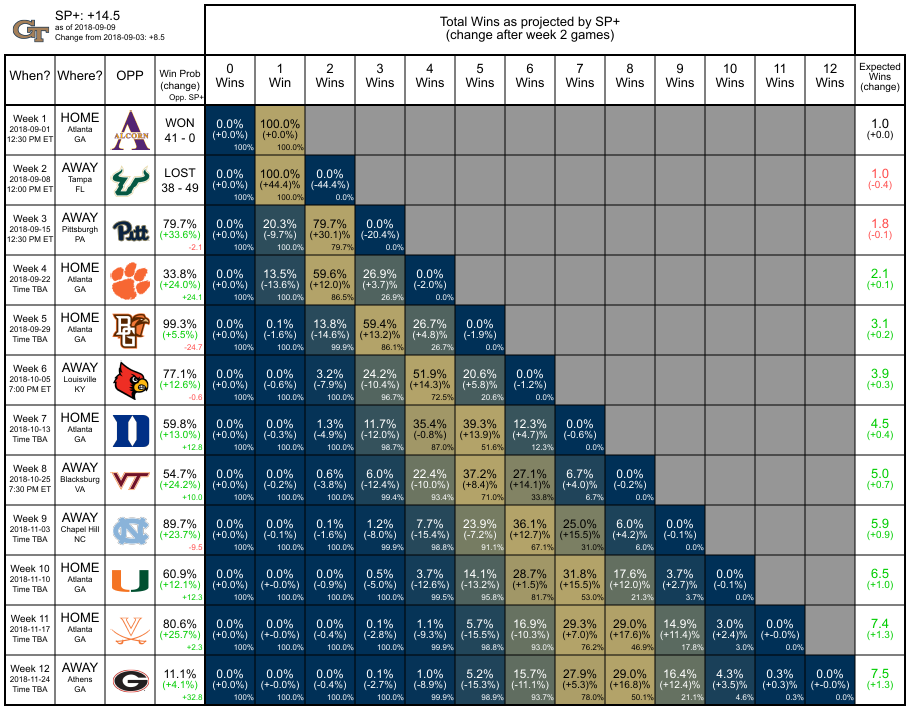 SP+: +14.5
as of 2018-09-09
Change from 2018-09-03: +8.5
Total Wins as projected by SP+
(change after week 2 games)
When? Where? OPP Win Prob (change) Opp. SP+ 0 Wins 1 Win 2 Wins 3 Wins 4 Wins 5 Wins 6 Wins 7 Wins 8 Wins 9 Wins 10 Wins 11 Wins 12 Wins Expected Wins (change)
Week 1 HOME WON 0.0% 100.0% 1.0
2018-09-01 Atlanta ALCORN 41 - 0 (+0.0%) (+0.0%) (+0.0)
12:30 PM ET GA 100% 100.0%
Week 2 AWAY LOST 0.0% 100.0% 0.0% 1.0
2018-09-08 Tampa 38 - 49 (+0.0%) (+44.4)% (-44.4%) (-0.4)
12:00 PM ET FL 100% 100.0% 0.0%
Week 3 AWAY 79.7% 0.0% 20.3% 79.7% 0.0% 1.8
2018-09-15 Pittsburgh Pitt (+33.6%) (+0.0%) (-9.7%) (+30.1)% (-20.4%) (-0.1)
12:30 PM ET PA -2.1 100% 100.0% 79.7% 0.0%
Week 4 HOME 33.8% 0.0% 13.5% 59.6% 26.9% 0.0% 2.1
2018-09-22 Atlanta (+24.0%) (+0.0%) (-13.6%) (+12.0)% (+3.7)% (-2.0%) (+0.1)
Time TBA GA +24.1 100% 100.0% 86.5% 26.9% 0.0%
Week 5 HOME 99.3% 0.0% 0.1% 13.8% 59.4% 26.7% 0.0% 3.1
2018-09-29 Atlanta BG (+5.5%) (+0.0%) (-1.6%) (-14.6%) (+13.2)% (+4.8)% (-1.9%) (+0.2)
Time TBA GA -24.7 100% 100.0% 99.9% 86.1% 26.7% 0.0%
Week 6 AWAY 77.1% 0.0% 0.0% 3.2% 24.2% 51.9% 20.6% 0.0% 3.9
2018-10-05 Louisville (+12.6%) (+0.0%) (-0.6%) (-7.9%) (-10.4%) (+14.3)% (+5.8)% (-1.2%) (+0.3)
7:00 PM ET KY -0.6 100% 100.0% 100.0% 96.7% 72.5% 20.6% 0.0%
Week 7 HOME 59.8% 0.0% 0.0% 1.3% 11.7% 35.4% 39.3% 12.3% 0.0% 4.5
2018-10-13 Atlanta D (+13.0%) (+0.0%) (-0.3%) (-4.9%) (-12.0%) (-0.8%) (+13.9)% (+4.7)% (-0.6%) (+0.4)
Time TBA GA +12.8 100% 100.0% 100.0% 98.7% 87.0% 51.6% 12.3% 0.0%
Week 8 AWAY 54.7% 0.0% 0.0% 0.6% 6.0% 22.4% 37.2% 27.1% 6.7% 0.0% 5.0
2018-10-25 Blacksburg VT (+24.2%) (+0.0%) (-0.2%) (-3.8%) (-12.4%) (-10.0%) (+8.4)% (+14.1)% (+4.0)% (-0.2%) (+0.7)
7:30 PM ET VA +10.0 100% 100.0% 100.0% 99.4% 93.4% 71.0% 33.8% 6.7% 0.0%
Week 9 AWAY 89.7% 0.0% 0.0% 0.1% 1.2% 7.7% 23.9% 36.1% 25.0% 6.0% 0.0% 5.9
2018-11-03 Chapel Hill NC (+23.7%) (+0.0%) (-0.1%) (-1.6%) (-8.0%) (-15.4%) (-7.2%) (+12.7)% (+15.5)% (+4.2)% (-0.1%) (+0.9)
Time TBA NC -9.5 100% 100.0% 100.0% 99.9% 98.8% 91.1% 67.1% 31.0% 6.0% 0.0%
Week 10 HOME 60.9% 0.0% 0.0% 0.0% 0.5% 3.7% 14.1% 28.7% 31.8% 17.6% 3.7% 0.0% 6.5
2018-11-10 Atlanta (+12.1%) (+0.0%) (-0.0%) (-0.9%) (-5.0%) (-12.6%) (-13.2%) (+1.5)% (+15.5)% (+12.0)% (+2.7)% (-0.1%) (+1.0)
Time TBA GA +12.3 100% 100.0% 100.0% 100.0% 99.5% 95.8% 81.7% 53.0% 21.3% 3.7% 0.0%
Week 11 HOME 80.6% 0.0% 0.0% 0.0% 0.1% 1.1% 5.7% 16.9% 29.3% 29.0% 14.9% 3.0% 0.0% 7.4
2018-11-17 Atlanta (+25.7%) (+0.0%) (-0.0%) (-0.4%) (-2.8%) (-9.3%) (-15.5%) (-10.3%) (+7.0)% (+17.6)% (+11.4)% (+2.4)% (+-0.0%) (+1.3)
Time TBA GA +2.3 100% 100.0% 100.0% 100.0% 99.9% 98.8% 93.0% 76.2% 46.9% 17.8% 3.0% 0.0%
Week 12 AWAY 11.1% 0.0% 0.0% 0.0% 0.1% 1.0% 5.2% 15.7% 27.9% 29.0% 16.4% 4.3% 0.3% 0.0% 7.5
2018-11-24 Athens G (+4.1%) (+0.0%) (-0.0%) (-0.4%) (-2.7%) (-8.9%) (-15.3%) (-11.1%) (+5.3)% (+16.8)% (+12.4)% (+3.5)% (+0.3)% (+-0.0%) (+1.3)
Time TBA GA +32.8 100% 100.0% 100.0% 100.0% 99.9% 98.9% 93.7% 78.0% 50.1% 21.1% 4.6% 0.3% 0.0%